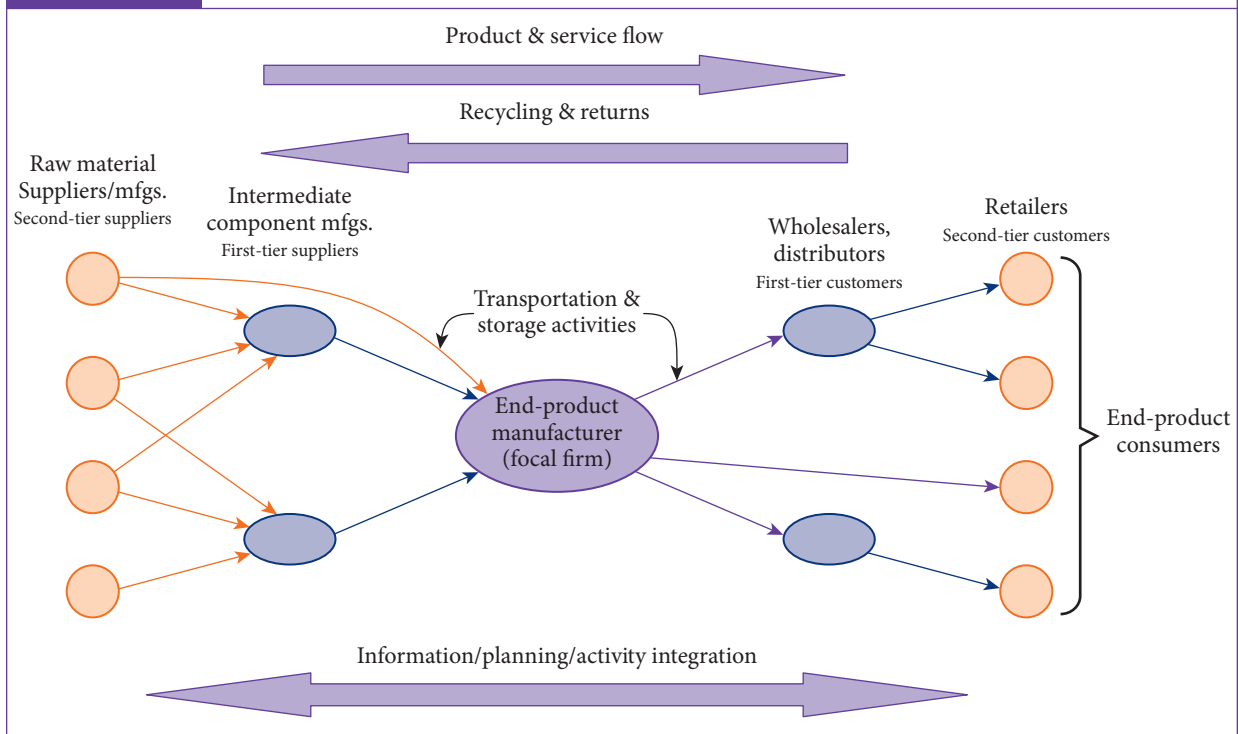 Product & service flow
Recycling & returns
Raw material
Suppliers/mfgs.
Second-tier suppliers
Intermediate
component mfgs.
First-tier suppliers
Transportation &
storage activities
Wholesalers,
distributors
First-tier customers
Retailers
Second-tier customers
End-product
manufacturer
(focal firm)
End-product
consumers
Information/planning/activity integration